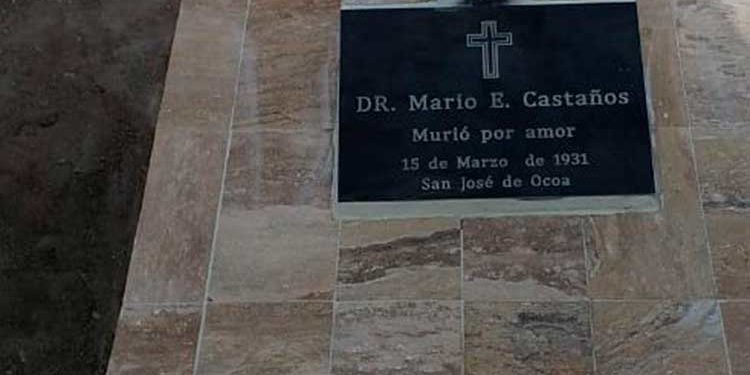 DR. Mario E. Castaños
Murió por amor
15 de Marzo de 1931
San José de Ocoa